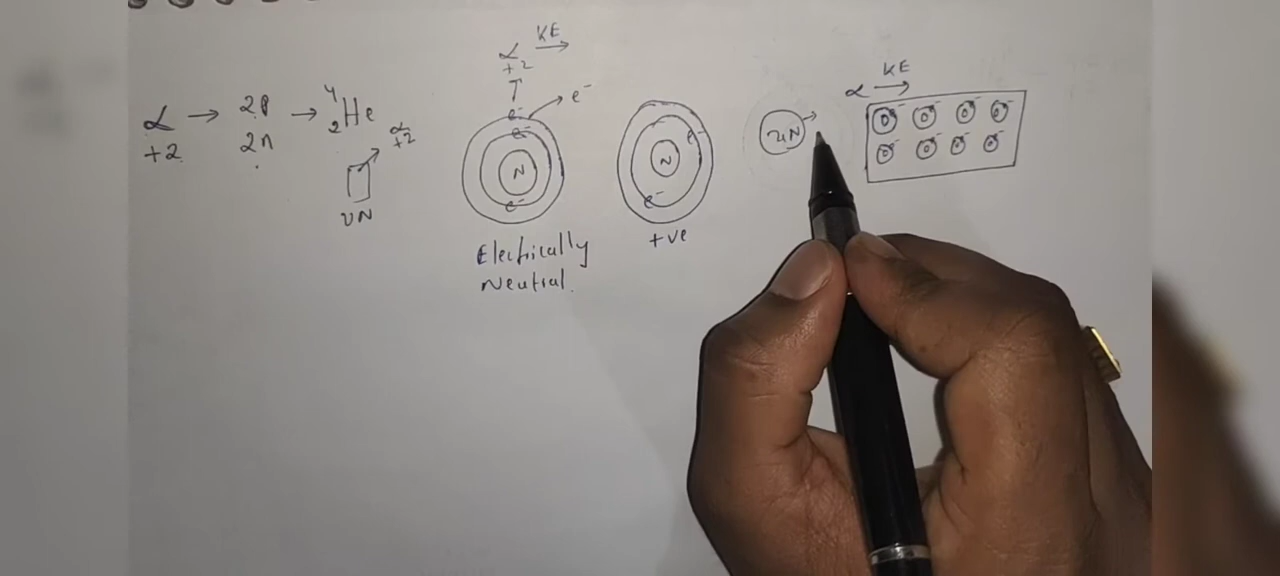 α → 2P → ⁴₂He
+2 2n
α
+2
UN
α KE →
+2
↑
e⁻
e⁻
e⁻
N
e⁻
Electrically
Neutral.
e⁻
N
e⁻
+ve
UN
α KE →